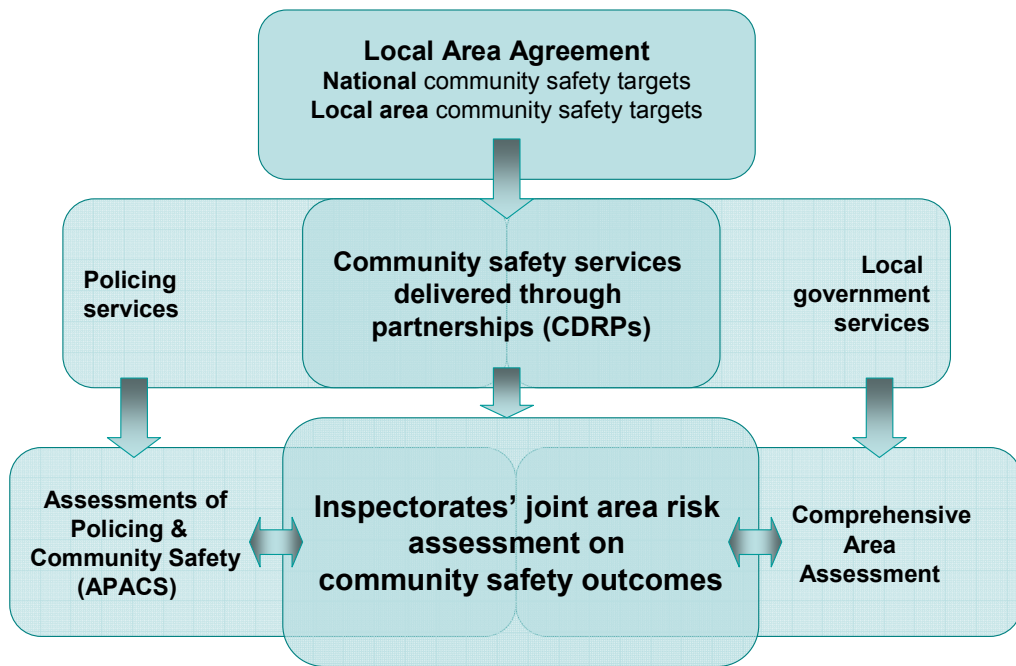 Local Area Agreement
National community safety targets
Local area community safety targets
Policing
services
Community safety services
delivered through
partnerships (CDRPs)
Local
government
services
Assessments of
Policing &
Community Safety
(APACS)
Inspectorates’ joint area risk
assessment on
community safety outcomes
Comprehensive
Area
Assessment